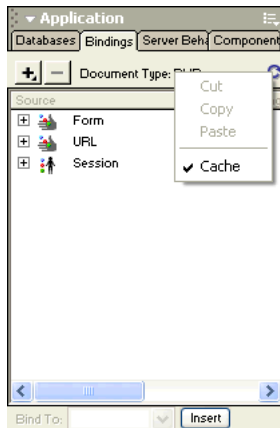 Application
Databases Bindings Server Beha Component
Document Type: PHP
Source
Cut
Copy
Paste
Cache
Form
URL
Session
Bind To:
Insert